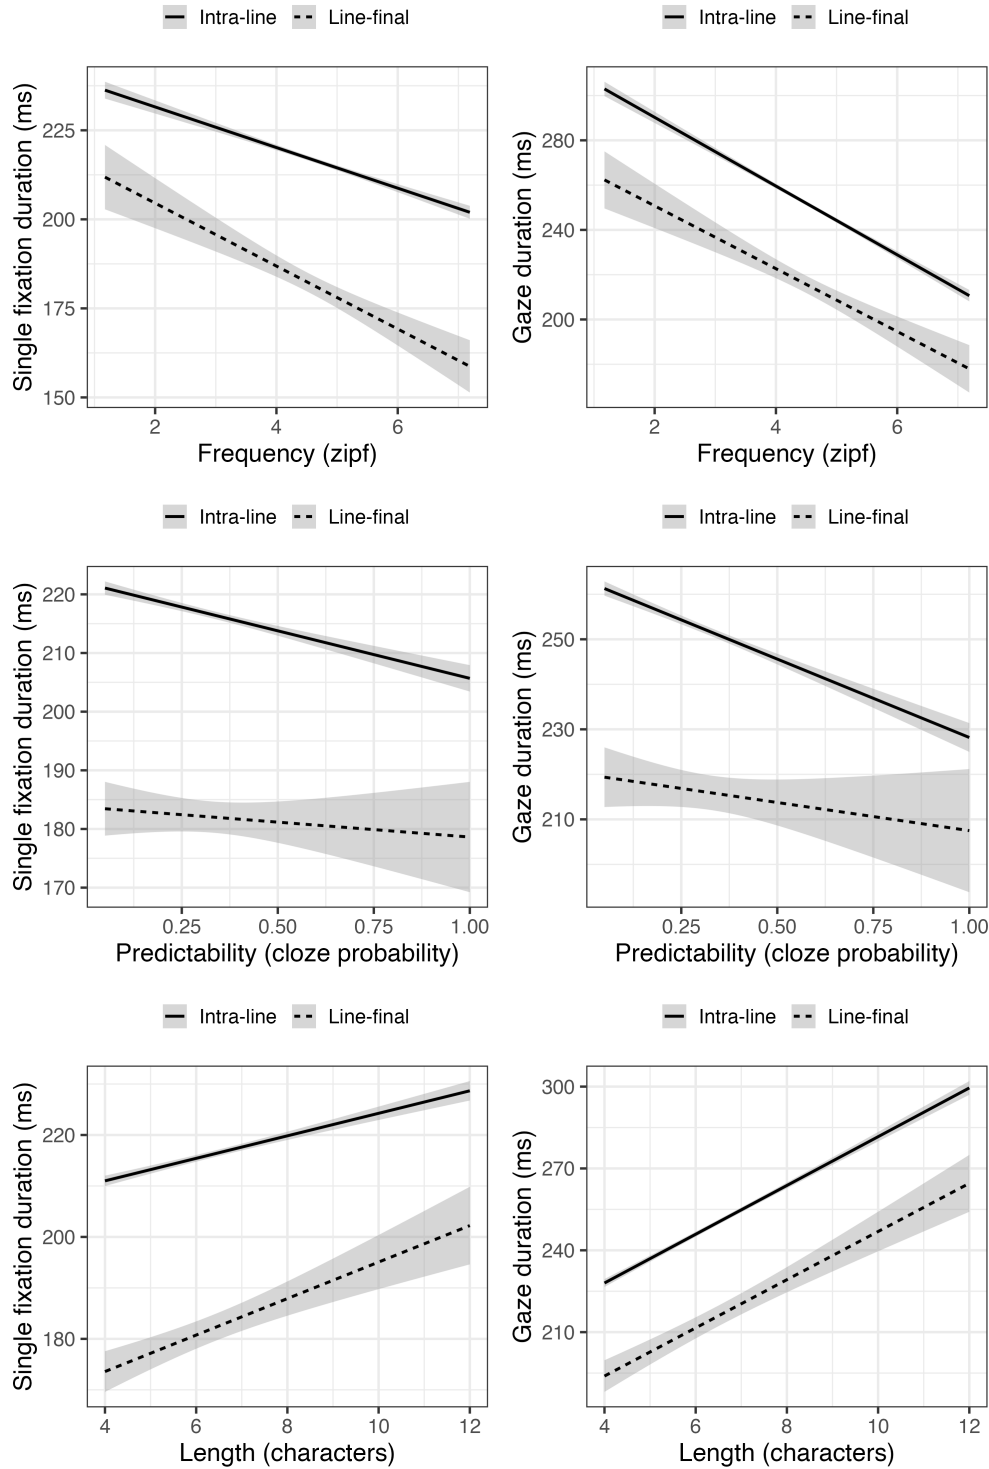 Intra-line Line-final
Single fixation duration (ms)
225
200
175
150
2 4 6
Frequency (zipf)
Intra-line Line-final
Gaze duration (ms)
280
240
200
2 4 6
Frequency (zipf)
Intra-line Line-final
Single fixation duration (ms)
220
210
200
190
180
170
0.25 0.50 0.75 1.00
Predictability (cloze probability)
Intra-line Line-final
Gaze duration (ms)
250
230
210
0.25 0.50 0.75 1.00
Predictability (cloze probability)
Intra-line Line-final
Single fixation duration (ms)
220
200
180
4 6 8 10 12
Length (characters)
Intra-line Line-final
Gaze duration (ms)
300
270
240
210
4 6 8 10 12
Length (characters)